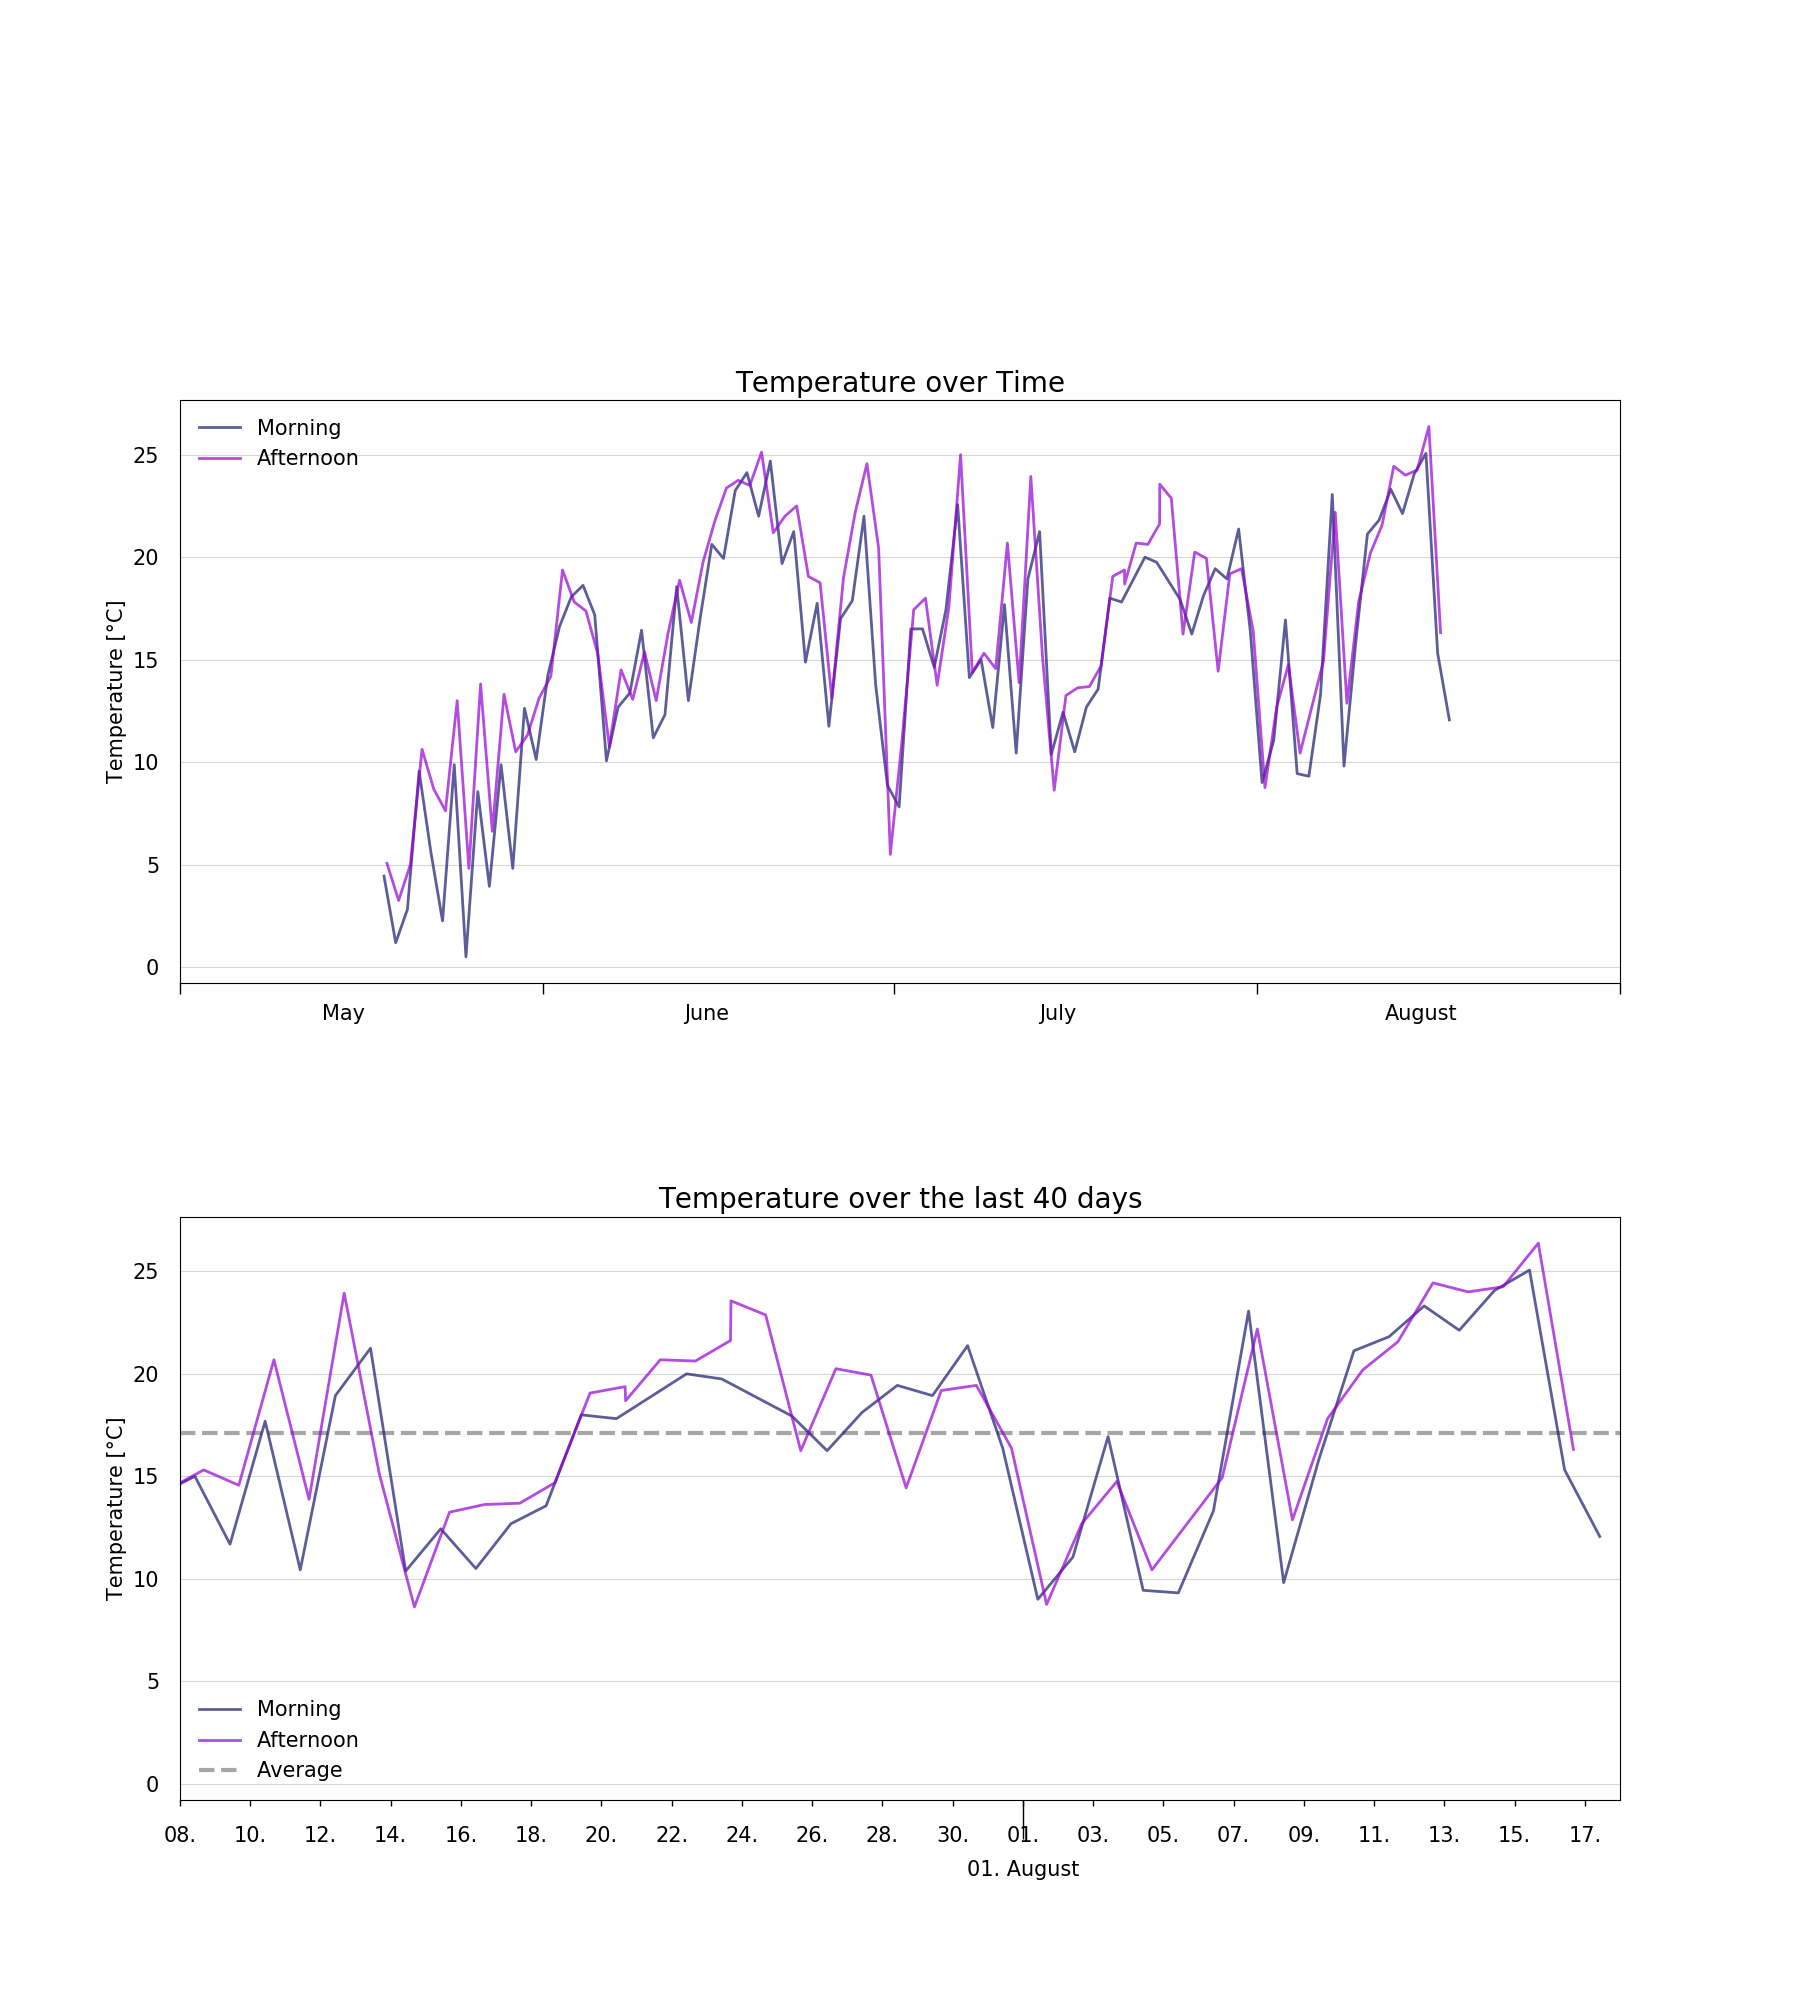 Temperature over Time
Morning
Afternoon
25
20
15
10
5
0
Temperature [°C]
May June July August
Temperature over the last 40 days
25
20
15
10
5
0
Temperature [°C]
Morning
Afternoon
Average
08. 10. 12. 14. 16. 18. 20. 22. 24. 26. 28. 30. 01. 03. 05. 07. 09. 11. 13. 15. 17.
01. August